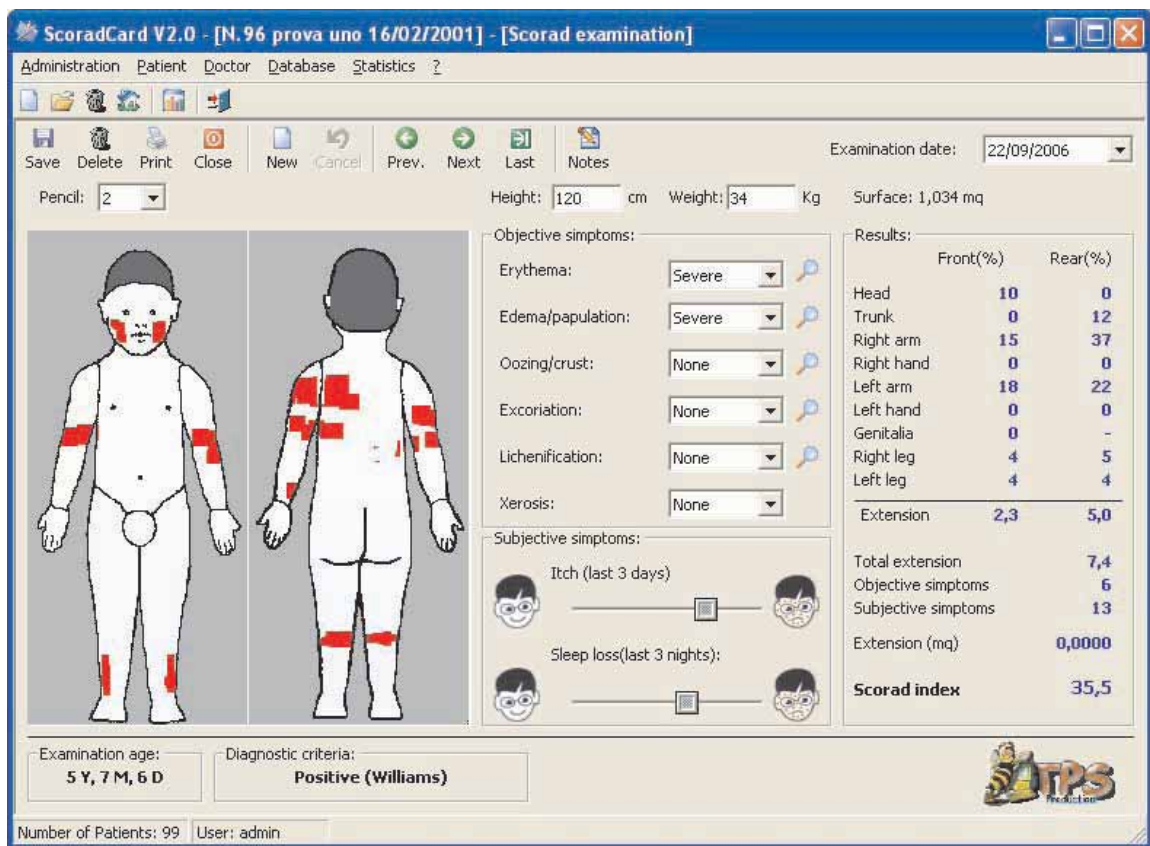 ScoradCard V2.0 - [N.96 prova uno 16/02/2001] - [Scorad examination]
Administration Patient Doctor Database Statistics ?
Save Delete Print Close New Cancel Prev. Next Last Notes
Examination date: 22/09/2006
Pencil: 2
Height: 120 cm Weight: 34 Kg Surface: 1,034 mq
Objective simptoms:
Erythema: Severe
Edema/papulation: Severe
Oozing/crust: None
Excoriation: None
Lichenification: None
Xerosis: None
Subjective simptoms:
Itch (last 3 days)
Sleep loss(last 3 nights):
Results:
Front(%) Rear(%)
Head 10 0
Trunk 0 12
Right arm 15 37
Right hand 0 0
Left arm 18 22
Left hand 0 0
Genitalia 0 -
Right leg 4 5
Left leg 4 4
Extension 2,3 5,0
Total extension 7,4
Objective simptoms 6
Subjective simptoms 13
Extension (mq) 0,0000
Scorad index 35,5
Examination age:
5 Y, 7 M, 6 D
Diagnostic criteria:
Positive (Williams)
TPS
Production
Number of Patients: 99 User: admin